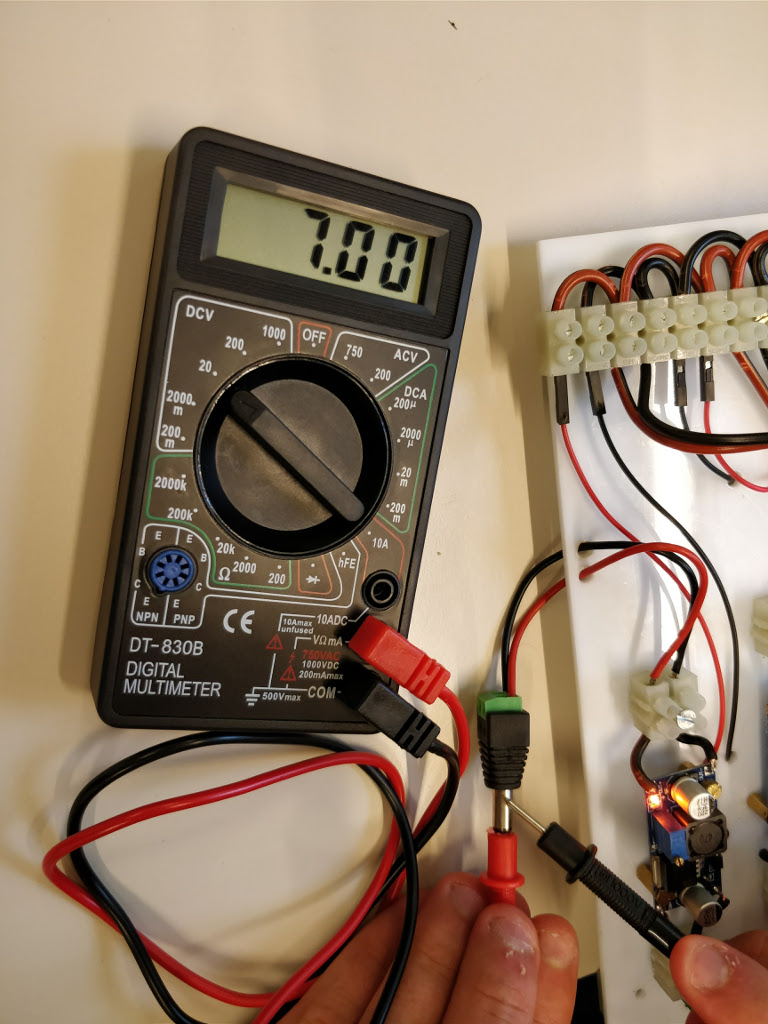 7.00
DCV
OFF
ACV
1000
750
200
200
20
DCA
200µ
2000
m
2000
µ
200
m
20
m
2000k
200
m
200k
10A
20k
2000
200
hFE
Ω
E
E
B
B
C
C
E
E
NPN
PNP
CE
10Amax
unfused
10ADC
VΩmA
750VAC
1000VDC
200mAmax
500Vmax
COM
DT-830B
DIGITAL
MULTIMETER